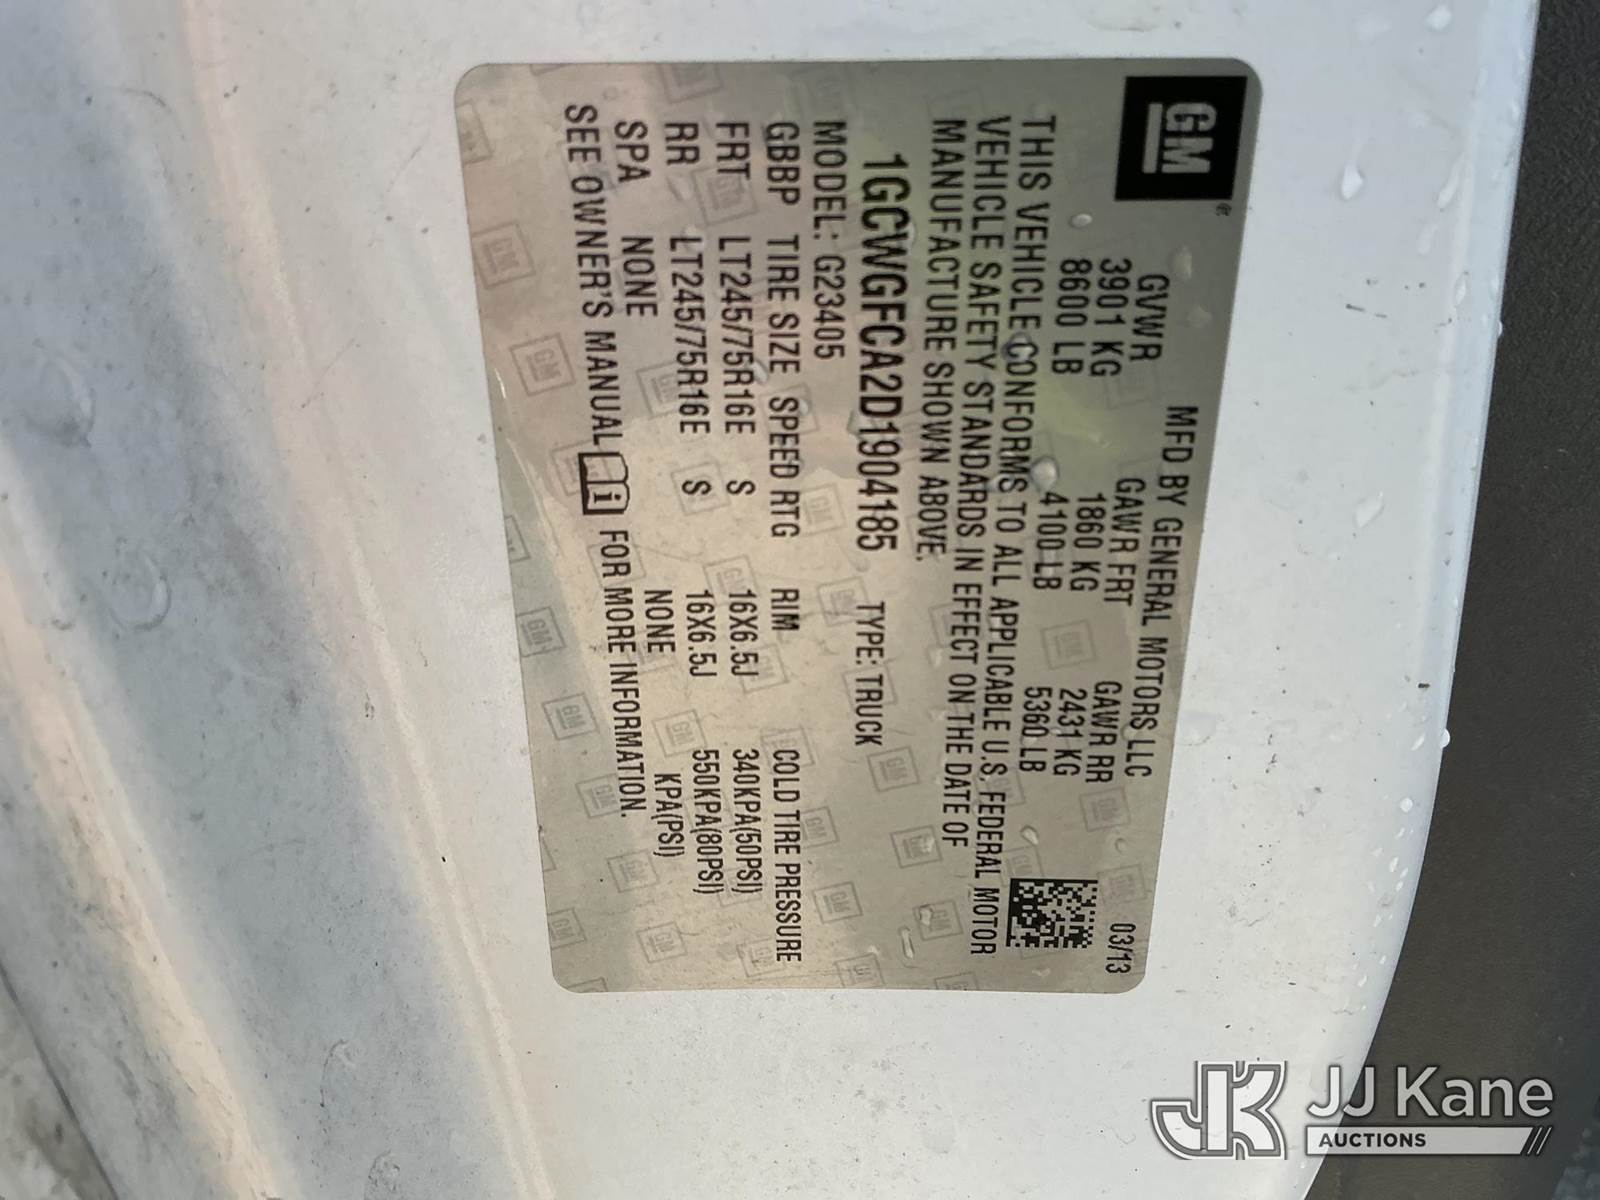 GM®
MFD BY GENERAL MOTORS LLC 03/13
GVWR GAWR FRT GAWR RR
3901 KG 1860 KG 2431 KG
8600 LB 4100 LB 5360 LB
THIS VEHICLE CONFORMS TO ALL APPLICABLE U.S. FEDERAL MOTOR
VEHICLE SAFETY STANDARDS IN EFFECT ON THE DATE OF
MANUFACTURE SHOWN ABOVE.
1GCWGFCA2D1904185 TYPE: TRUCK
MODEL: G23405
GBBP TIRE SIZE SPEED RTG RIM COLD TIRE PRESSURE
FRT LT245/75R16E S 16X6.5J 340KPA(50PSI)
RR LT245/75R16E S 16X6.5J 550KPA(80PSI)
SPA NONE NONE KPA(PSI)
SEE OWNER'S MANUAL i FOR MORE INFORMATION.
JK JJ Kane
AUCTIONS